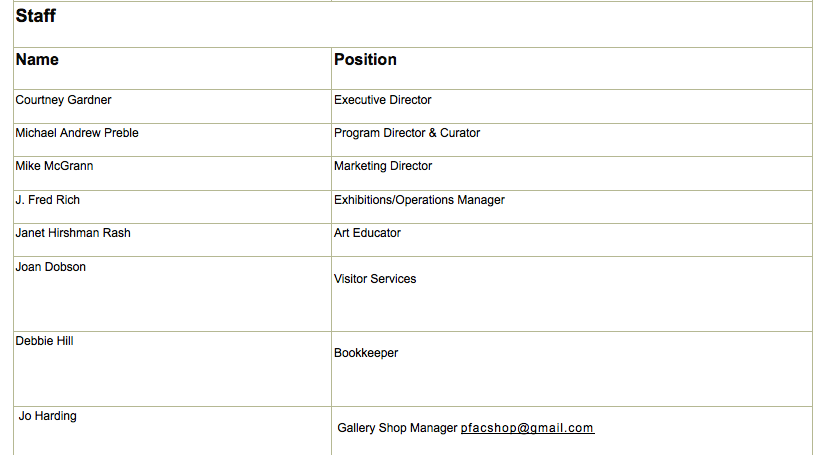 Staff
Name Position
Courtney Gardner Executive Director
Michael Andrew Preble Program Director & Curator
Mike McGrann Marketing Director
J. Fred Rich Exhibitions/Operations Manager
Janet Hirshman Rash Art Educator
Joan Dobson Visitor Services
Debbie Hill Bookkeeper
Jo Harding Gallery Shop Manager pfacshop@gmail.com